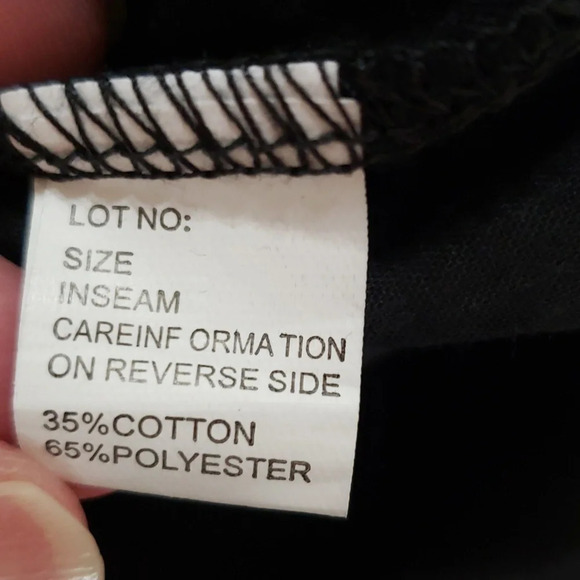 LOT NO:
SIZE
INSEAM
CAREINF ORMA TION
ON REVERSE SIDE
35%COTTON
65%POLYESTER